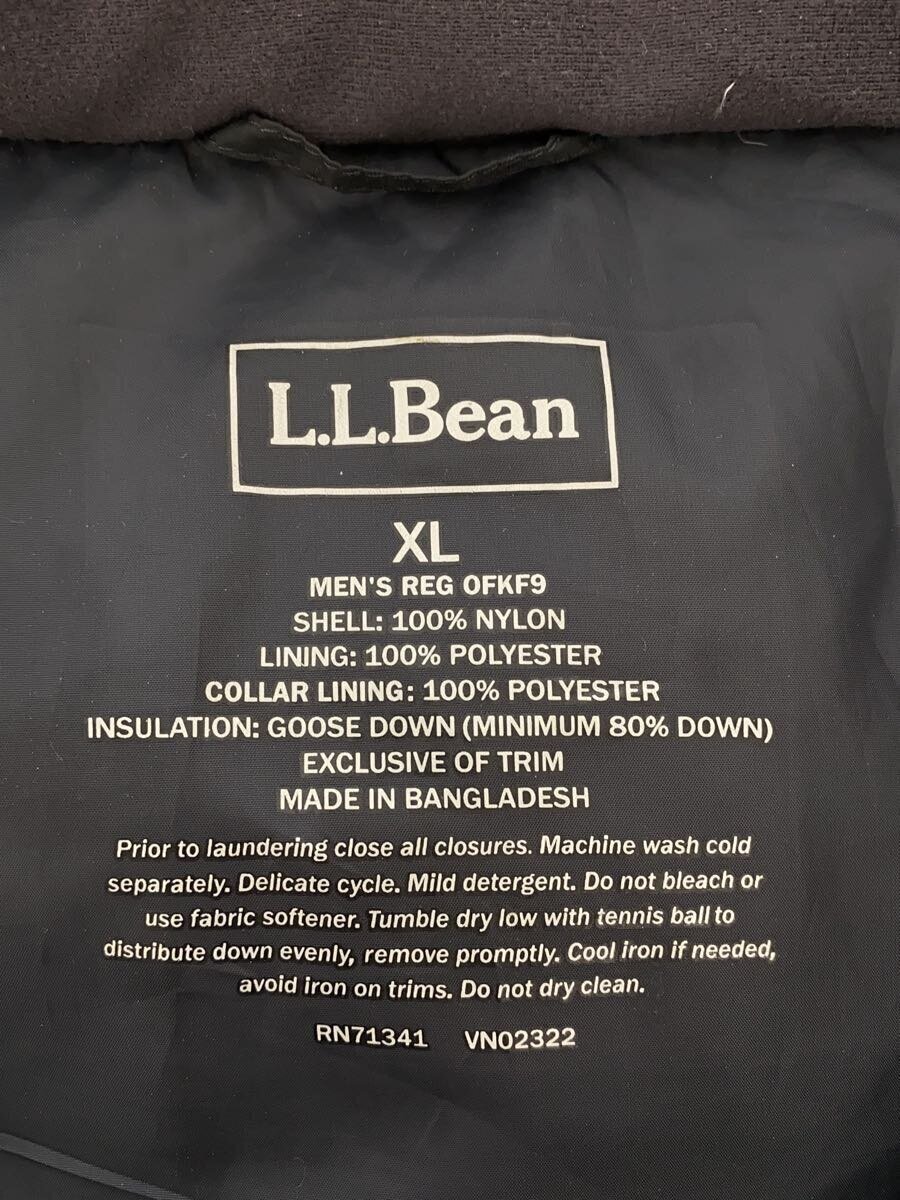 L.L.Bean
XL
MEN'S REG OFKF9
SHELL: 100% NYLON
LINING: 100% POLYESTER
COLLAR LINING: 100% POLYESTER
INSULATION: GOOSE DOWN (MINIMUM 80% DOWN)
EXCLUSIVE OF TRIM
MADE IN BANGLADESH
Prior to laundering close all closures. Machine wash cold
separately. Delicate cycle. Mild detergent. Do not bleach or
use fabric softener. Tumble dry low with tennis ball to
distribute down evenly, remove promptly. Cool iron if needed,
avoid iron on trims. Do not dry clean.
RN71341 VN02322